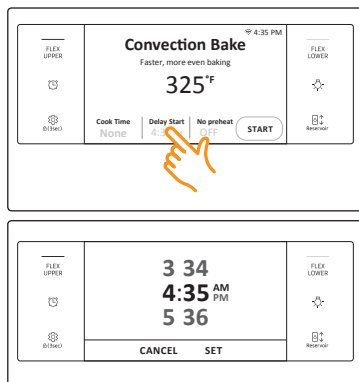 4:35 PM
FLEX
UPPER
Convection Bake
FLEX
LOWER
Faster, more even baking
325°F
Cook Time
Delay Start
No preheat
START
None
OFF
(3sec)
Reservoir
FLEX
UPPER
3 34
FLEX
LOWER
4:35 AM
PM
5 36
(3sec)
Reservoir
CANCEL SET